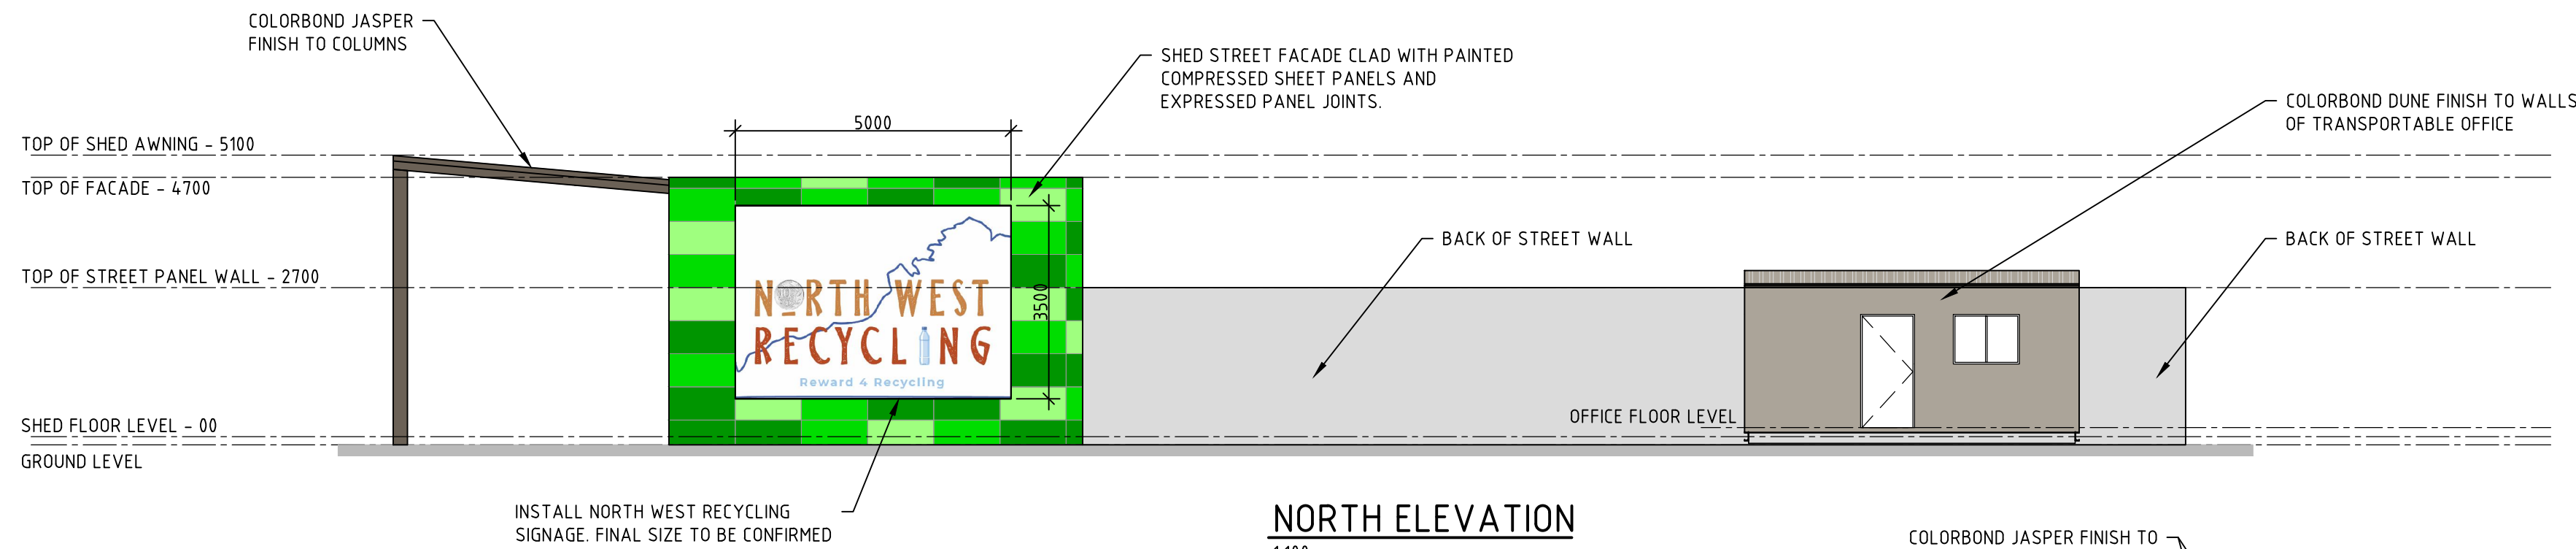 COLORBOND JASPER
FINISH TO COLUMNS
SHED STREET FACADE CLAD WITH PAINTED
COMPRESSED SHEET PANELS AND
EXPRESSED PANEL JOINTS.
COLORBOND DUNE FINISH TO WALLS
OF TRANSPORTABLE OFFICE
5000
TOP OF SHED AWNING - 5100
TOP OF FACADE - 4700
BACK OF STREET WALL
BACK OF STREET WALL
TOP OF STREET PANEL WALL - 2700
3500
NORTH WEST
RECYCLING
Reward 4 Recycling
OFFICE FLOOR LEVEL
SHED FLOOR LEVEL - 00
GROUND LEVEL
INSTALL NORTH WEST RECYCLING
SIGNAGE. FINAL SIZE TO BE CONFIRMED
NORTH ELEVATION
COLORBOND JASPER FINISH TO